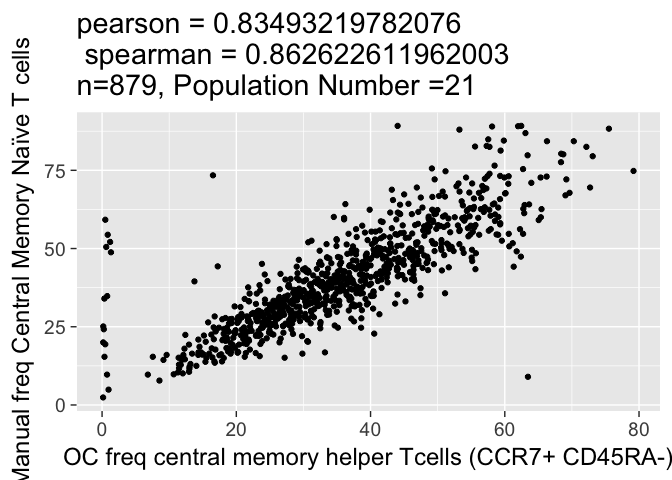 pearson = 0.83493219782076
spearman = 0.862622611962003
n=879, Population Number =21
Manual freq Central Memory Naïve T cells
75
50
25
0
0 20 40 60 80
OC freq central memory helper Tcells (CCR7+ CD45RA-)